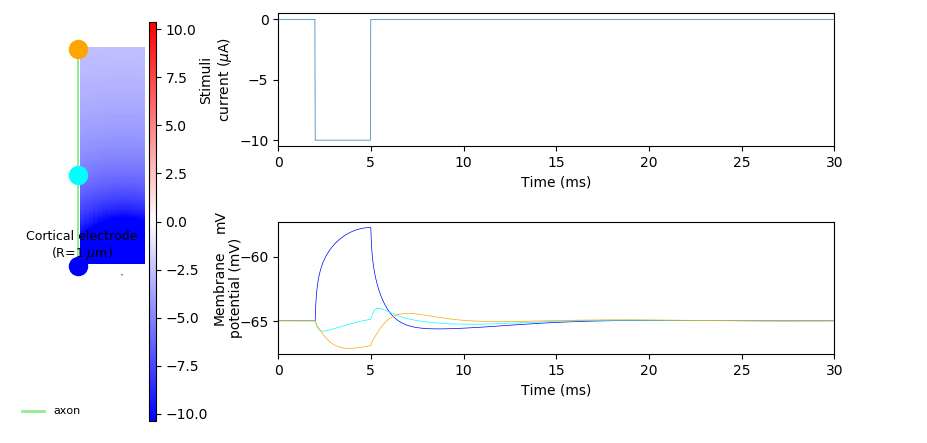 10.0
7.5
5.0
2.5
0.0
−2.5
−5.0
−7.5
−10.0
mV
Cortical electrode
(R=1 μm)
axon
Stimuli
current (μA)
0
−5
−10
0 5 10 15 20 25 30
Time (ms)
Membrane
potential (mV)
−60
−65
0 5 10 15 20 25 30
Time (ms)